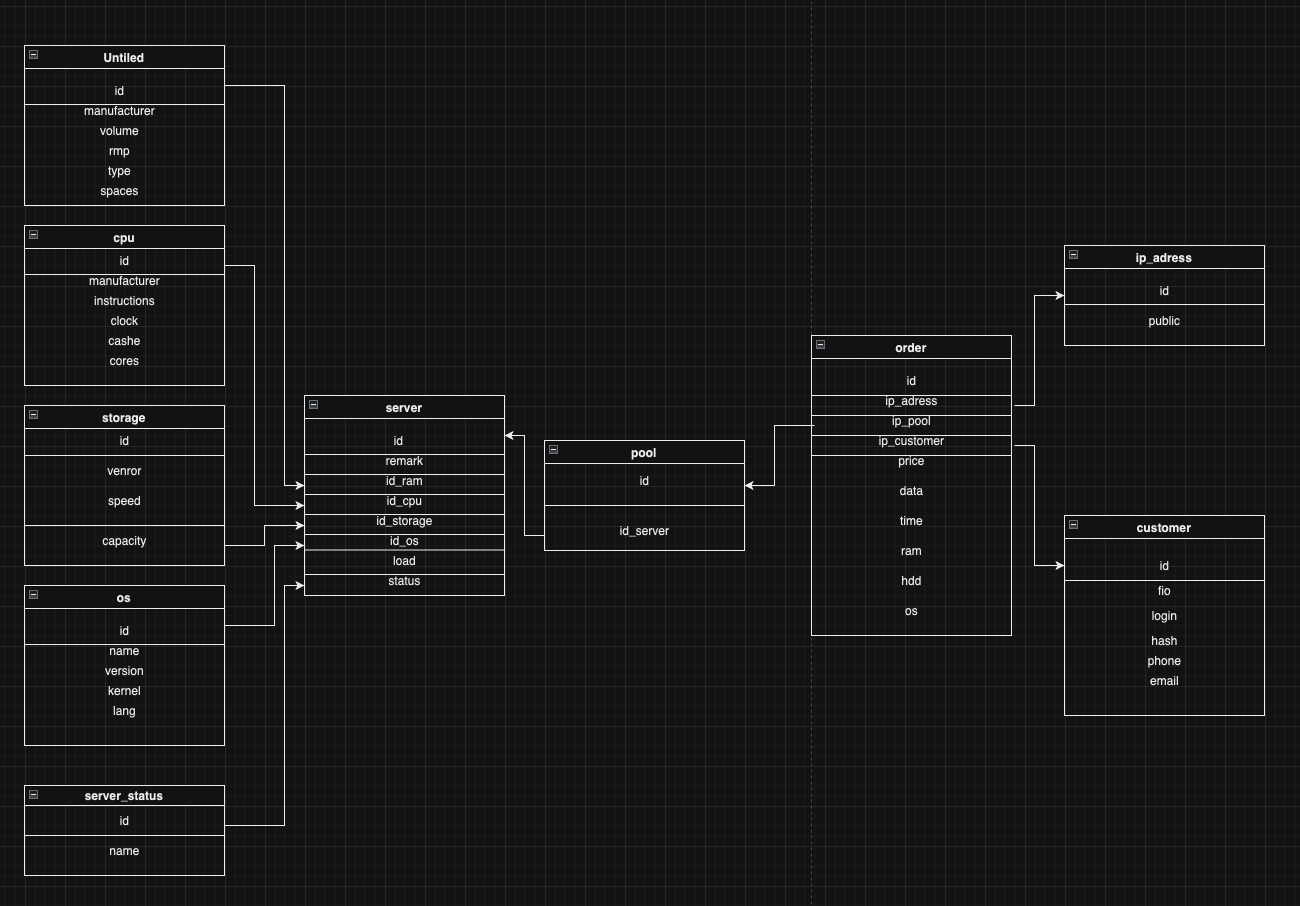 Untiled
id
manufacturer
volume
rmp
type
spaces
cpu
id
manufacturer
instructions
clock
cashe
cores
storage
id
venror
speed
capacity
os
id
name
version
kernel
lang
server_status
id
name
server
id
remark
id_ram
id_cpu
id_storage
id_os
load
status
pool
id
id_server
order
id
ip_adress
ip_pool
ip_customer
price
data
time
ram
hdd
os
ip_adress
id
public
customer
id
fio
login
hash
phone
email